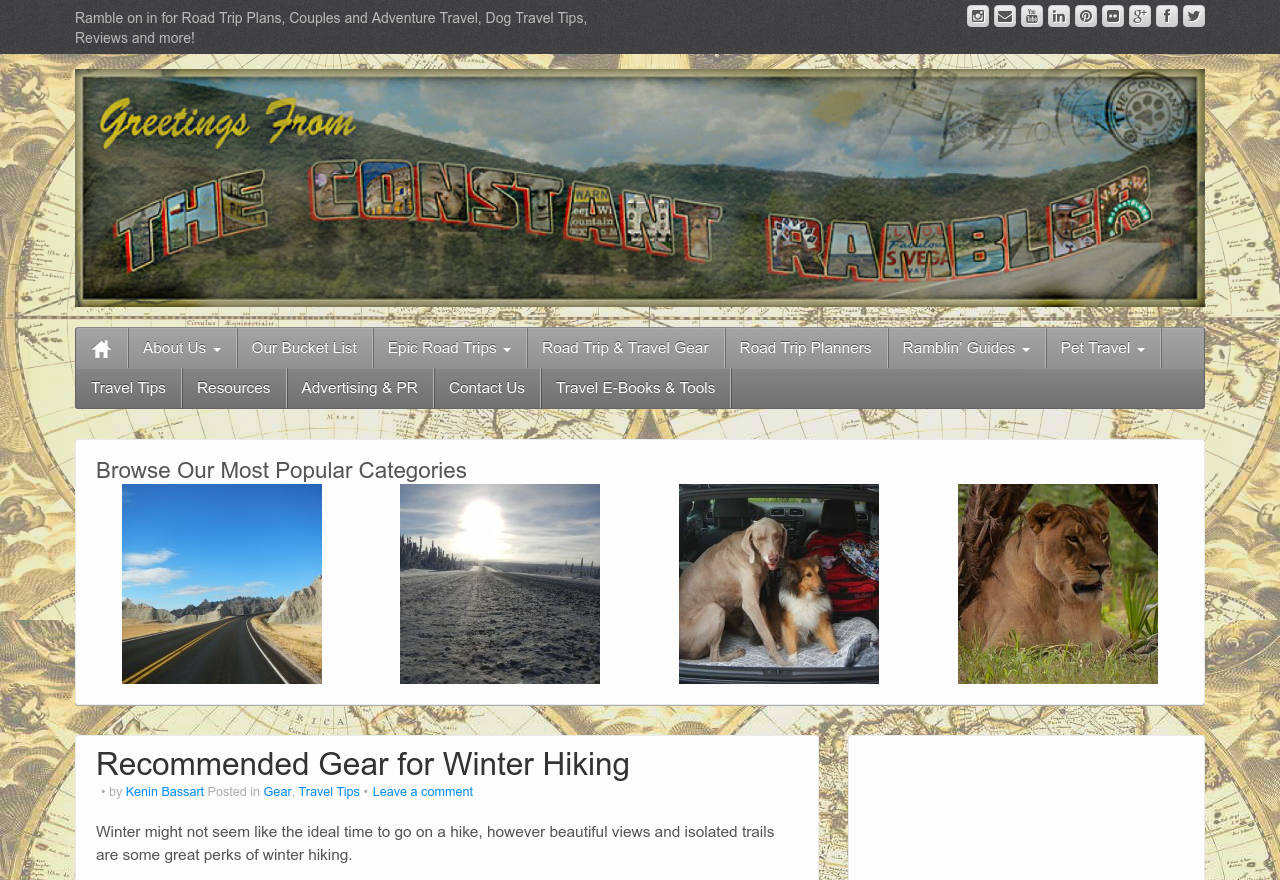 Ramble on in for Road Trip Plans, Couples and Adventure Travel, Dog Travel Tips,
Reviews and more!
Greetings From
THE CONSTANT RAMBLER
About Us
Our Bucket List
Epic Road Trips
Road Trip & Travel Gear
Road Trip Planners
Ramblin’ Guides
Pet Travel
Travel Tips
Resources
Advertising & PR
Contact Us
Travel E-Books & Tools
Browse Our Most Popular Categories
Recommended Gear for Winter Hiking
• by Kenin Bassart Posted in Gear, Travel Tips • Leave a comment
Winter might not seem like the ideal time to go on a hike, however beautiful views and isolated trails
are some great perks of winter hiking.